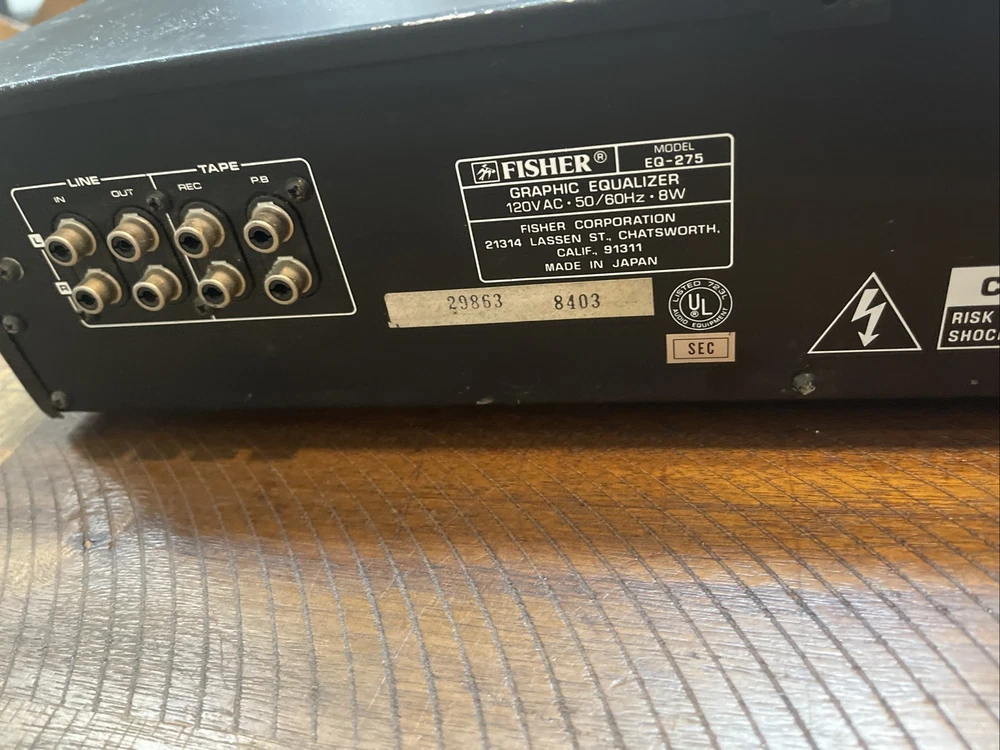 LINE
TAPE
IN
OUT
REC
P.B
L
R
FISHER®
MODEL
EQ-275
GRAPHIC EQUALIZER
120V AC · 50/60Hz · 8W
FISHER CORPORATION
21314 LASSEN ST., CHATSWORTH,
CALIF., 91311
MADE IN JAPAN
29863 8403
LISTED 723L
UL
®
AUDIO EQUIPMENT
SEC
C
RISK
SHOC